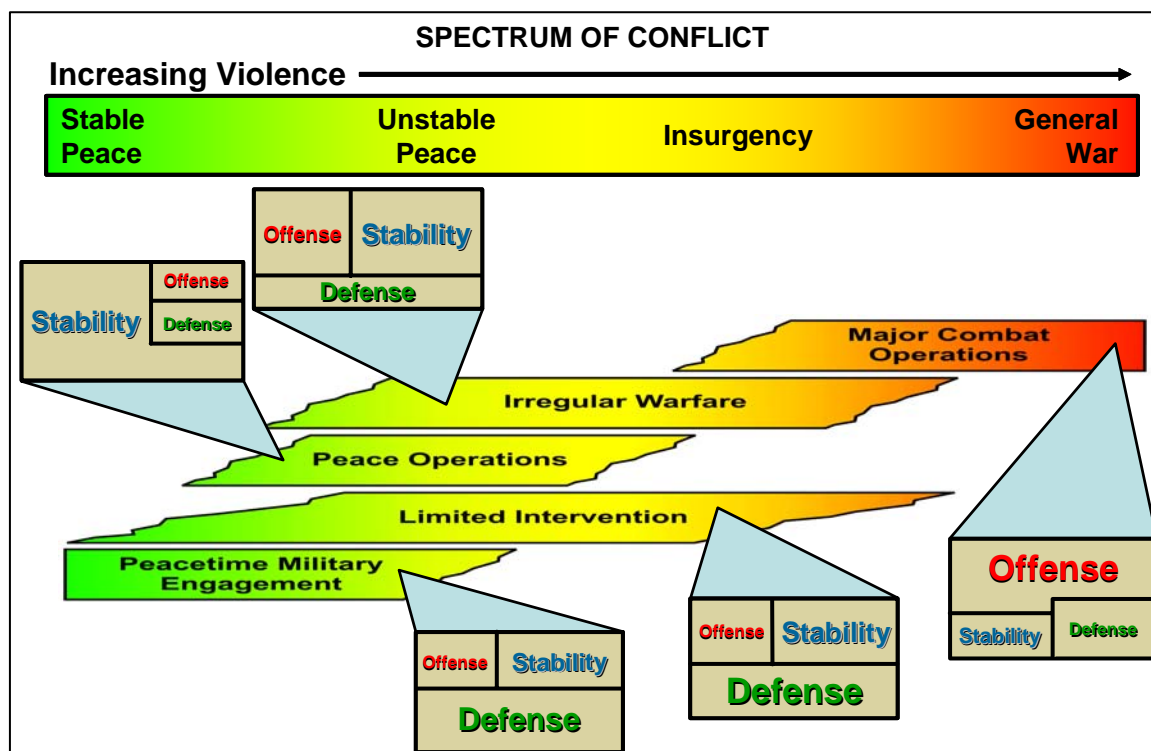 SPECTRUM OF CONFLICT
Increasing Violence
Stable
Peace
Unstable
Peace
Insurgency
General
War
Offense
Stability
Defense
Stability
Offense
Defense
Major Combat
Operations
Irregular Warfare
Peace Operations
Limited Intervention
Peacetime Military
Engagement
Offense
Stability
Defense
Offense
Stability
Defense
Offense
Stability
Defense